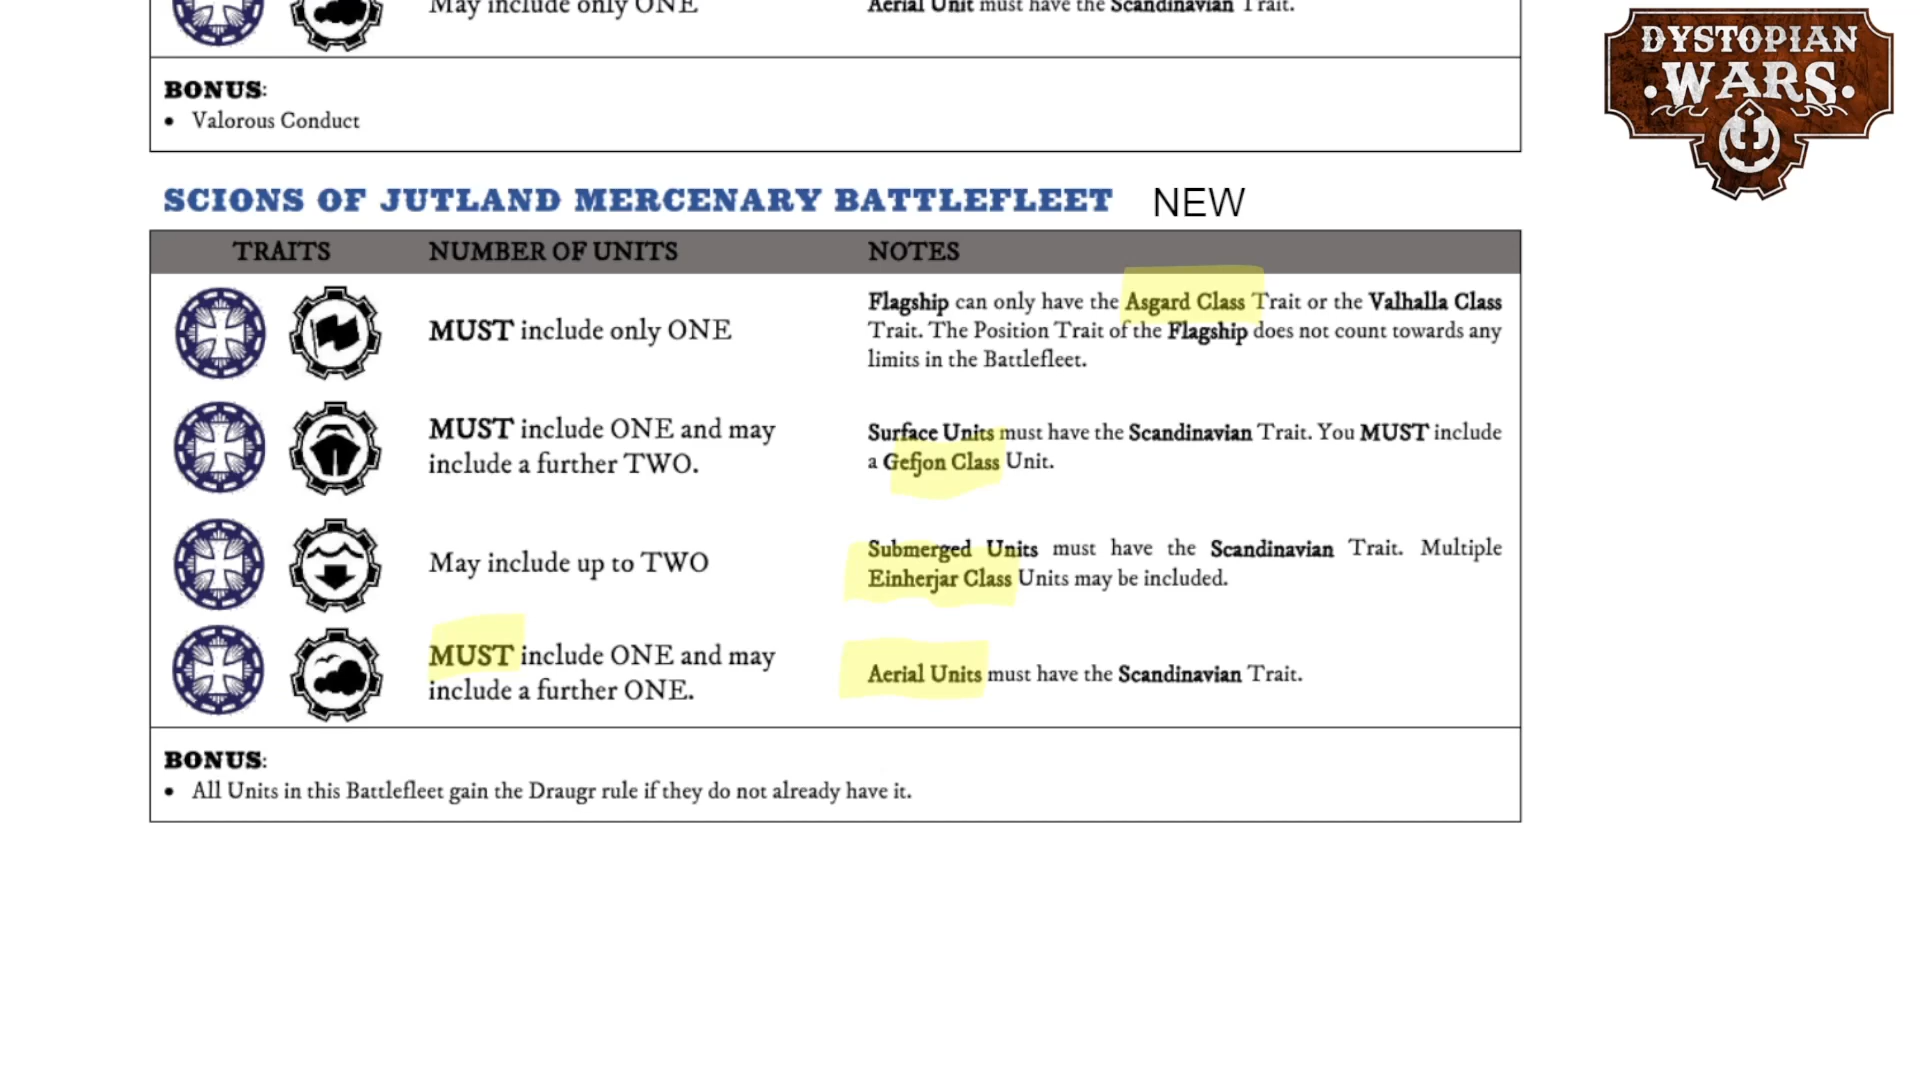 May include only ONE
Aerial Unit must have the Scandinavian Trait.
BONUS:
• Valorous Conduct
DYSTOPIAN
WARS
SCIONS OF JUTLAND MERCENARY BATTLEFLEET NEW
TRAITS NUMBER OF UNITS NOTES
MUST include only ONE
Flagship can only have the Asgard Class Trait or the Valhalla Class
Trait. The Position Trait of the Flagship does not count towards any
limits in the Battlefleet.
MUST include ONE and may
include a further TWO.
Surface Units must have the Scandinavian Trait. You MUST include
a Gefjon Class Unit.
May include up to TWO
Submerged Units must have the Scandinavian Trait. Multiple
Einherjar Class Units may be included.
MUST include ONE and may
include a further ONE.
Aerial Units must have the Scandinavian Trait.
BONUS:
• All Units in this Battlefleet gain the Draugr rule if they do not already have it.